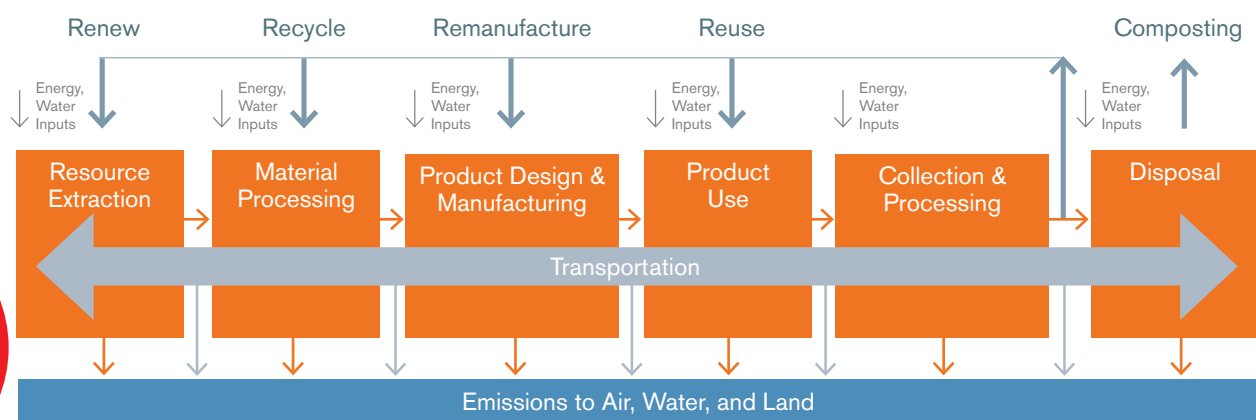 Renew Recycle Remanufacture Reuse Composting
Energy, Energy, Energy, Energy, Energy, Energy,
Water Water Water Water Water Water
Inputs Inputs Inputs Inputs Inputs Inputs
Resource Material Product Design & Product Collection & Disposal
Extraction Processing Manufacturing Use Processing
Transportation
Emissions to Air, Water, and Land